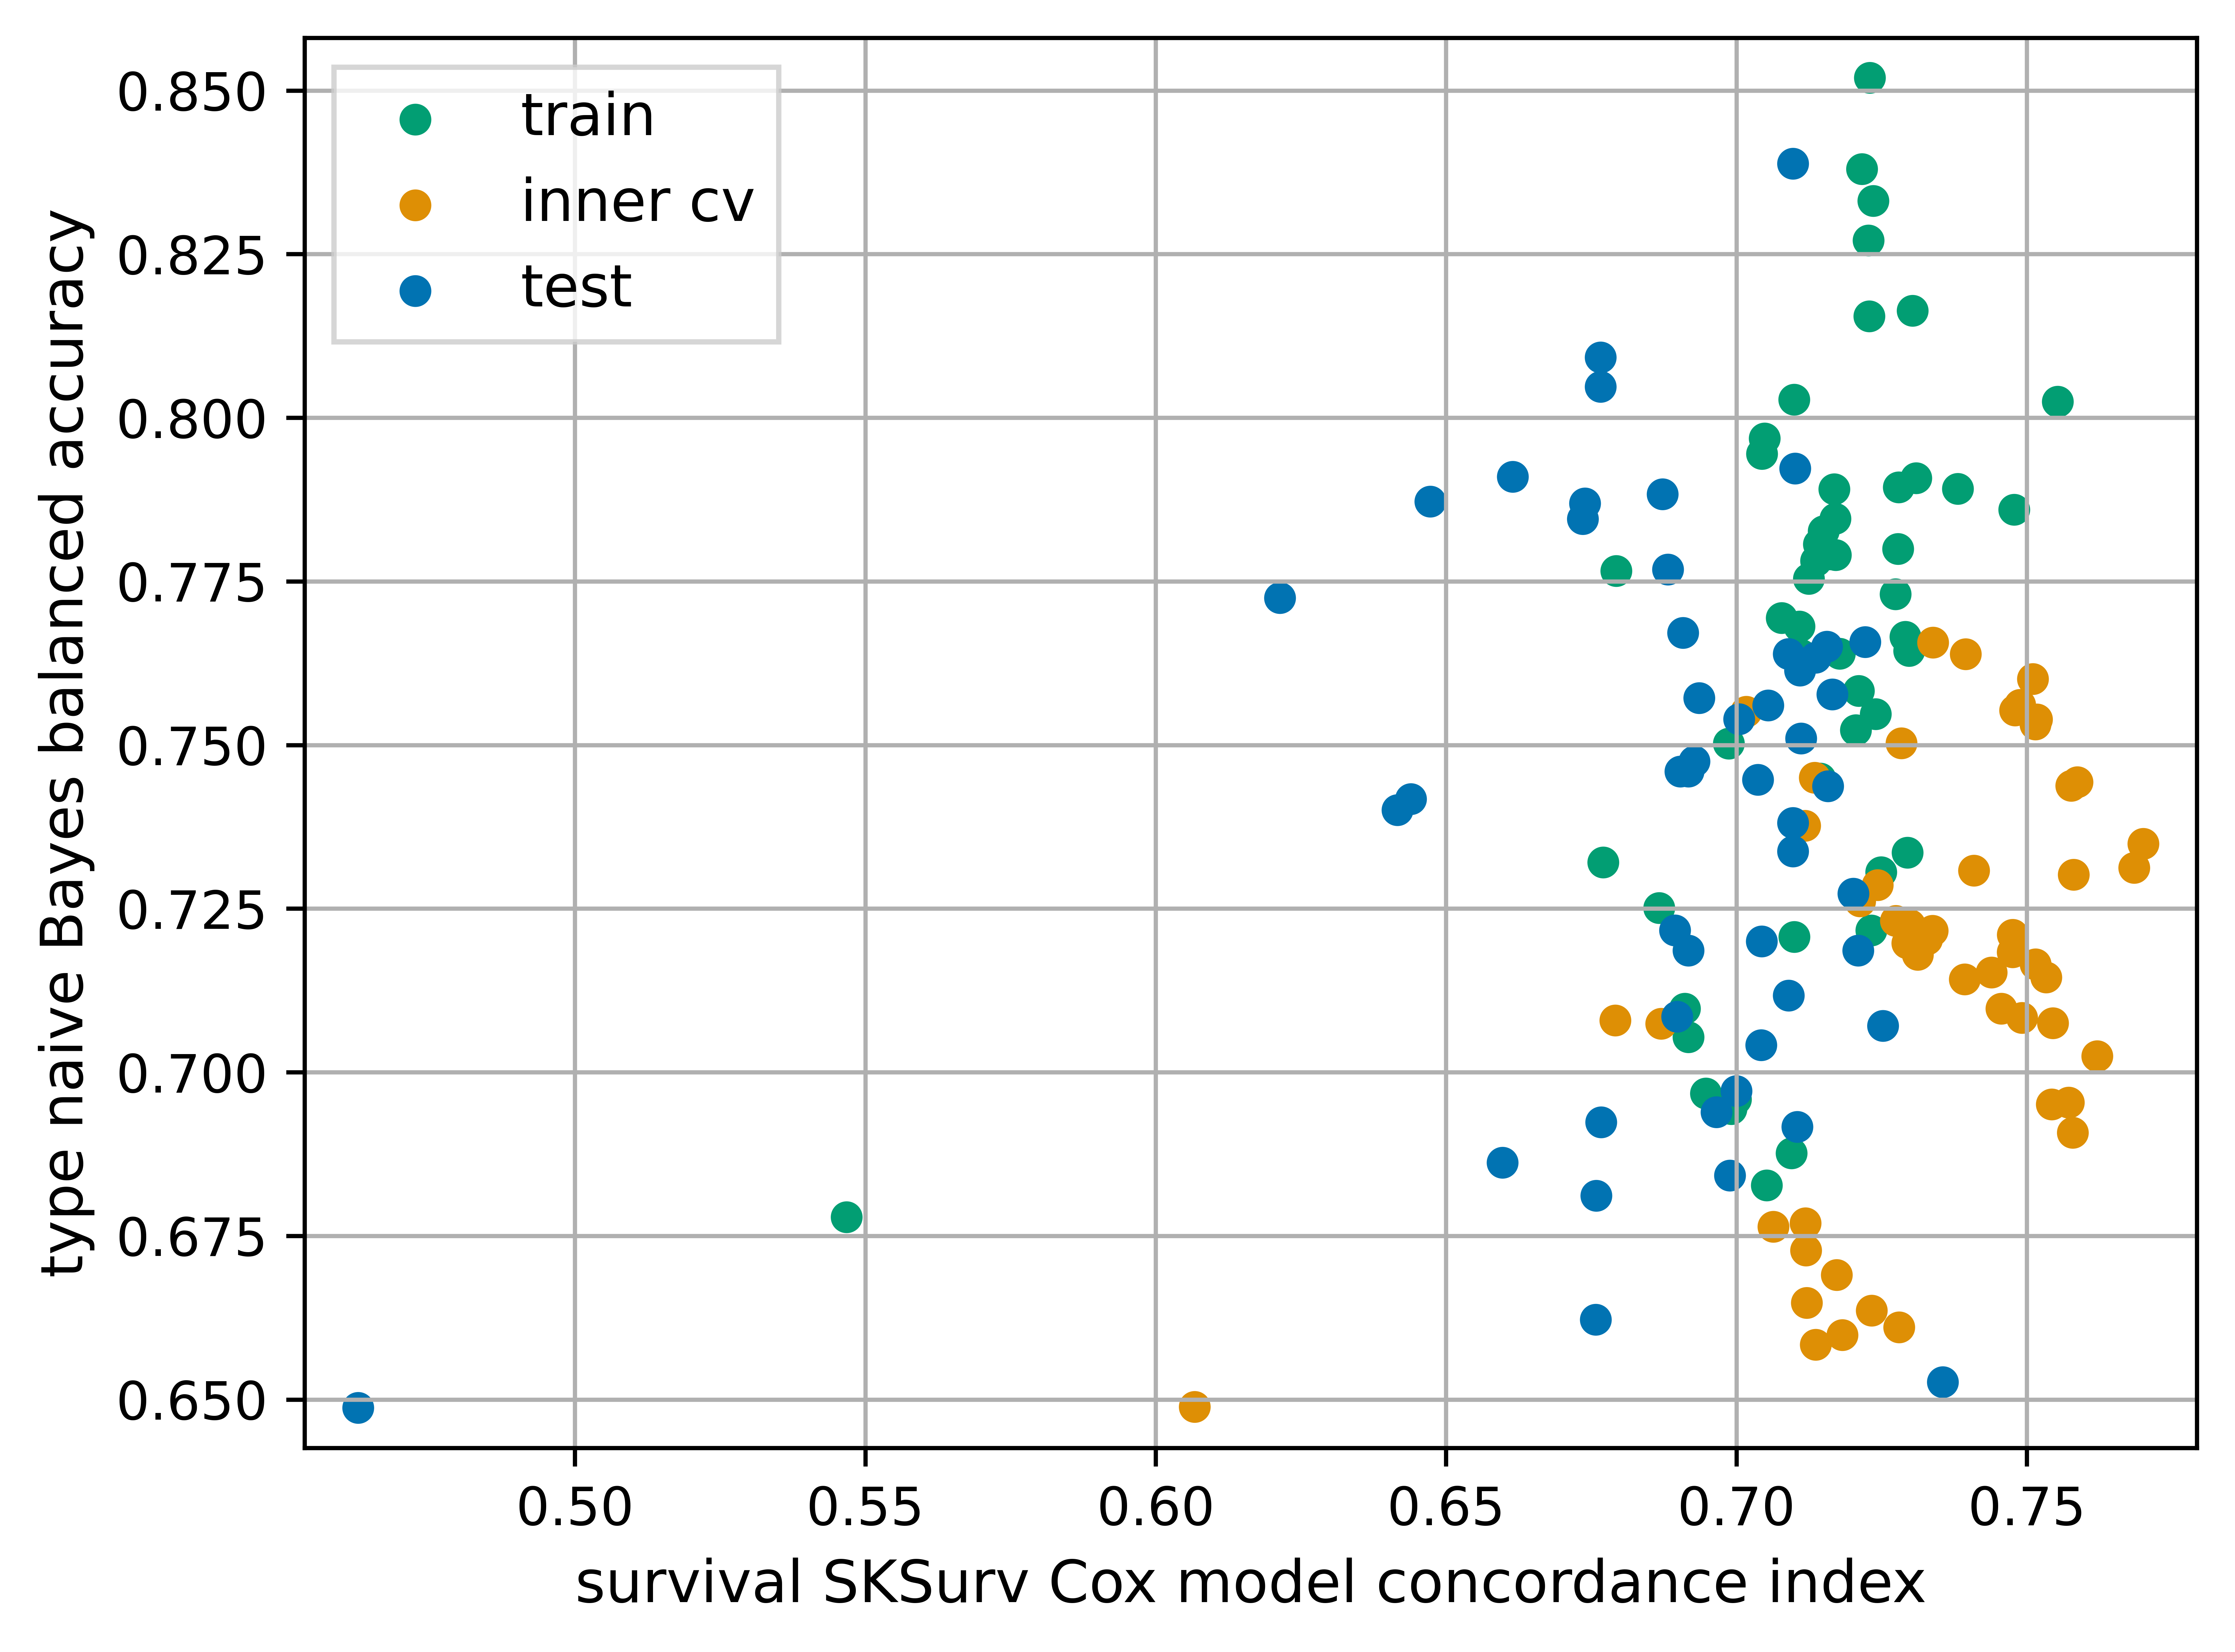 train
inner cv
test
type naive Bayes balanced accuracy
0.850
0.825
0.800
0.775
0.750
0.725
0.700
0.675
0.650
0.50 0.55 0.60 0.65 0.70 0.75
survival SKSurv Cox model concordance index